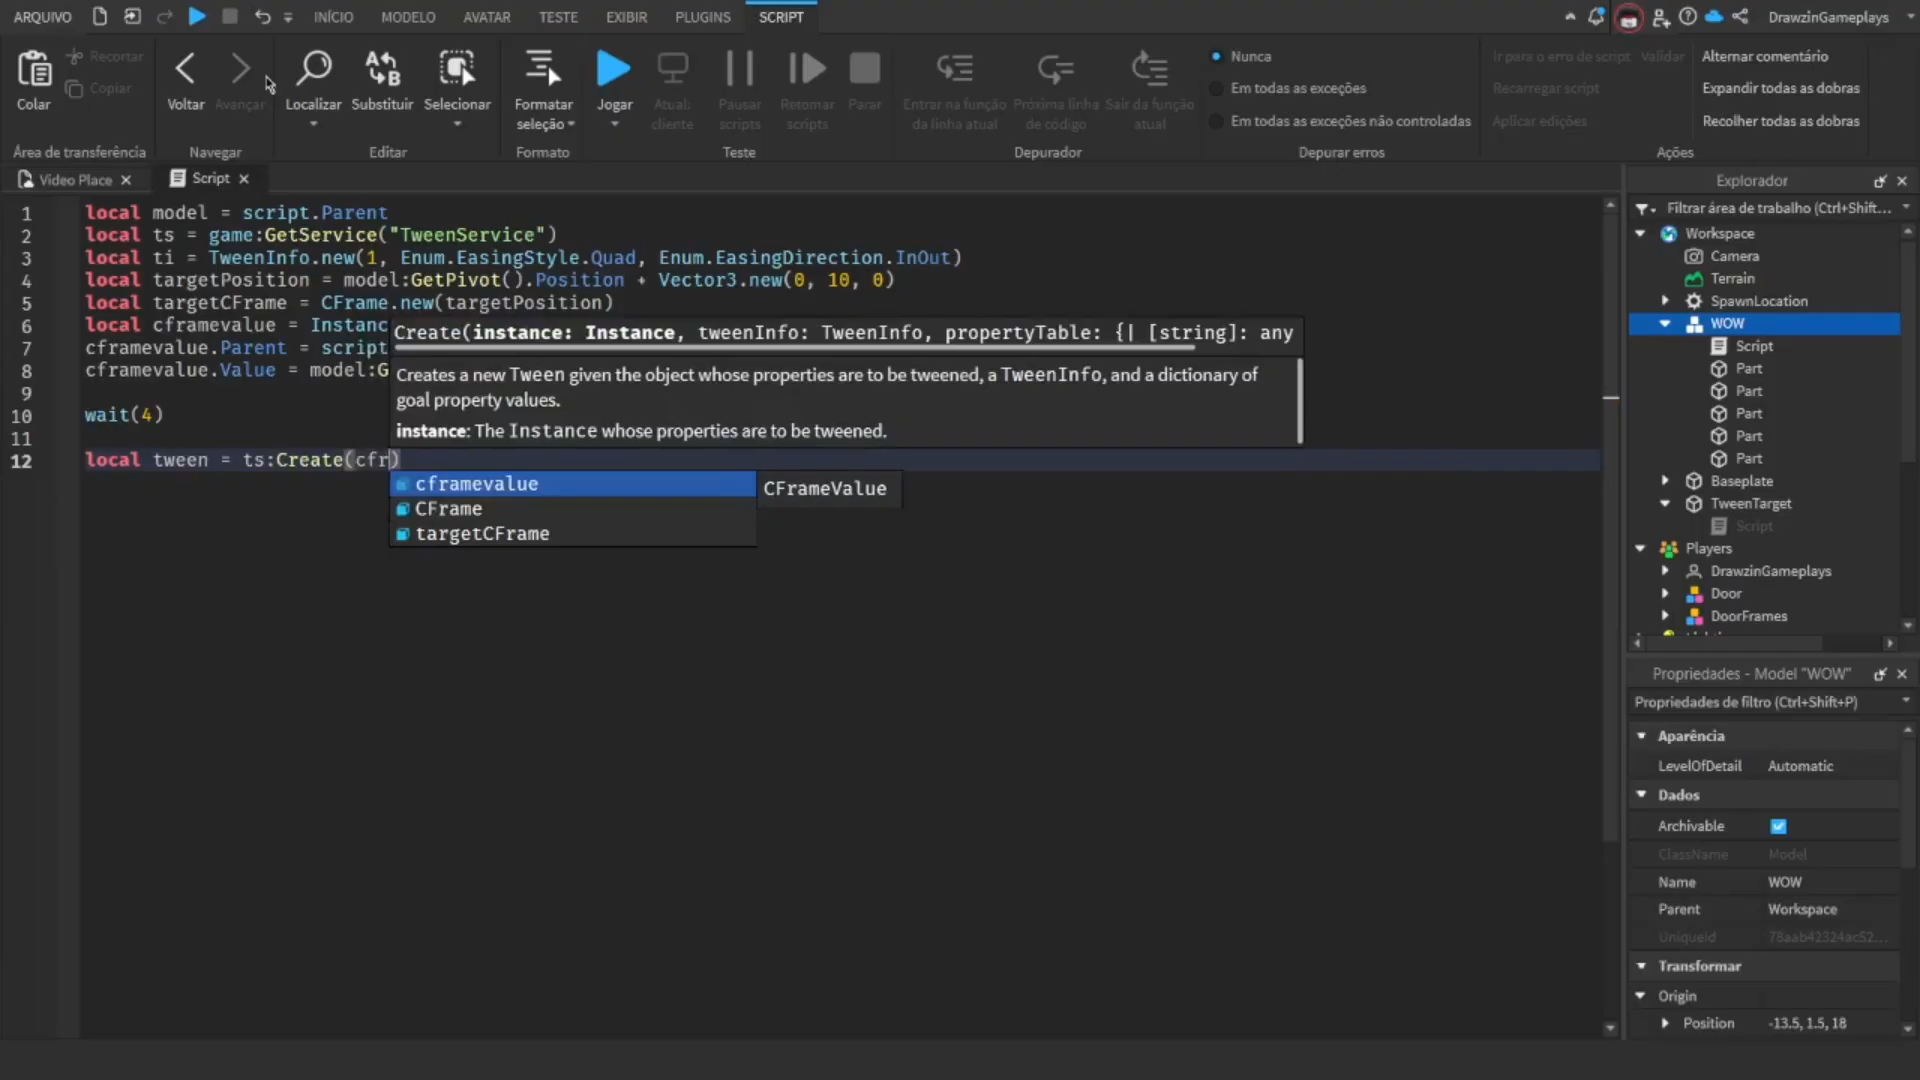 ARQUIVO INÍCIO MODELO AVATAR TESTE EXIBIR PLUGINS SCRIPT DrawzinGameplays
Colar Recortar Copiar
Área de transferência
Voltar Avançar
Navegar
Localizar Substituir Selecionar
Editar
Formatar seleção
Formato
Jogar Atual: cliente Pausar scripts Retomar scripts Parar
Teste
Entrar na função da linha atual Próxima linha de código Sair da função atual
Depurador
Nunca
Em todas as exceções
Em todas as exceções não controladas
Depurar erros
Ir para o erro de script Validar
Recarregar script
Aplicar edições
Alternar comentário
Expandir todas as dobras
Recolher todas as dobras
Ações
Video Place Script
1 local model = script.Parent
2 local ts = game:GetService("TweenService")
3 local ti = TweenInfo.new(1, Enum.EasingStyle.Quad, Enum.EasingDirection.InOut)
4 local targetPosition = model:GetPivot().Position + Vector3.new(0, 10, 0)
5 local targetCFrame = CFrame.new(targetPosition)
6 local cframevalue = Instanc
7 cframevalue.Parent = script
8 cframevalue.Value = model:G
9
10 wait(4)
11
12 local tween = ts:Create(cfr)
Create(instance: Instance, tweenInfo: TweenInfo, propertyTable: {| [string]: any
Creates a new Tween given the object whose properties are to be tweened, a TweenInfo, and a dictionary of
goal property values.
instance: The Instance whose properties are to be tweened.
cframevalue CFrameValue
CFrame
targetCFrame
Explorador
Filtrar área de trabalho (Ctrl+Shift...
Workspace
Camera
Terrain
SpawnLocation
WOW
Script
Part
Part
Part
Part
Part
Baseplate
TweenTarget
Script
Players
DrawzinGameplays
Door
DoorFrames
Propriedades - Model "WOW"
Propriedades de filtro (Ctrl+Shift+P)
Aparência
LevelOfDetail Automatic
Dados
Archivable
ClassName Model
Name WOW
Parent Workspace
UniqueId 78aab42324ac52...
Transformar
Origin
Position -13.5, 1.5, 18